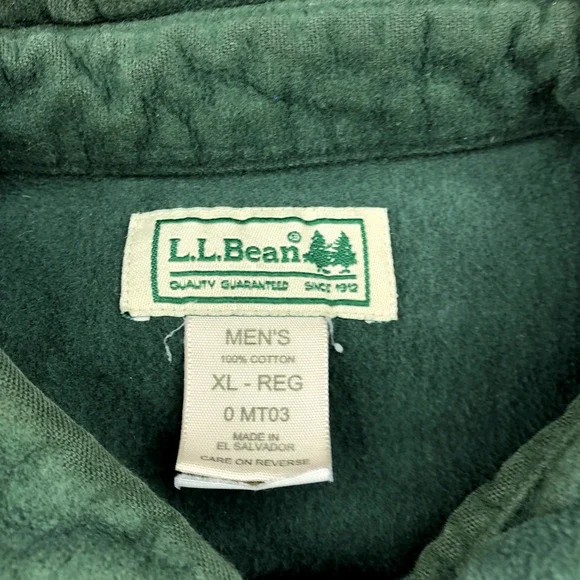 L.L.Bean®
QUALITY GUARANTEED SINCE 1912
MEN'S
100% COTTON
XL - REG
0 MT03
MADE IN
EL SALVADOR
CARE ON REVERSE